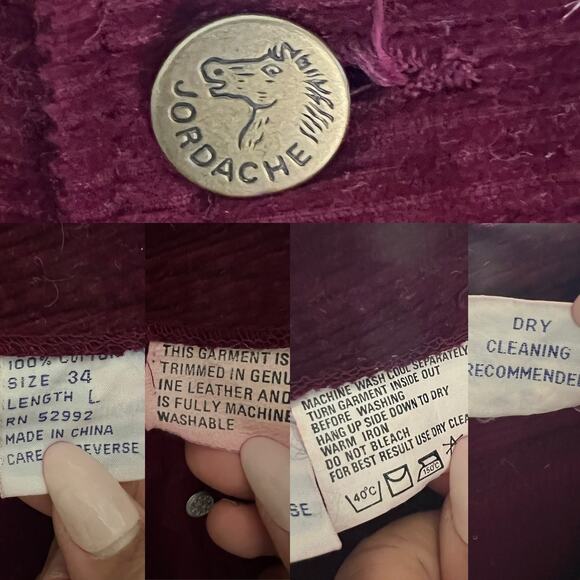 JORDACHE
100% COTTON
SIZE 34
LENGTH L
RN 52992
MADE IN CHINA
CARE REVERSE
THIS GARMENT IS
TRIMMED IN GENU
INE LEATHER AND
IS FULLY MACHINE
WASHABLE
SE
MACHINE WASH COOL SEPARATELY
TURN GARMENT INSIDE OUT
BEFORE WASHING
HANG UP SIDE DOWN TO DRY
WARM IRON
DO NOT BLEACH
FOR BEST RESULT USE DRY CLEA
40°C 150°C
DRY
CLEANING
RECOMMENDE